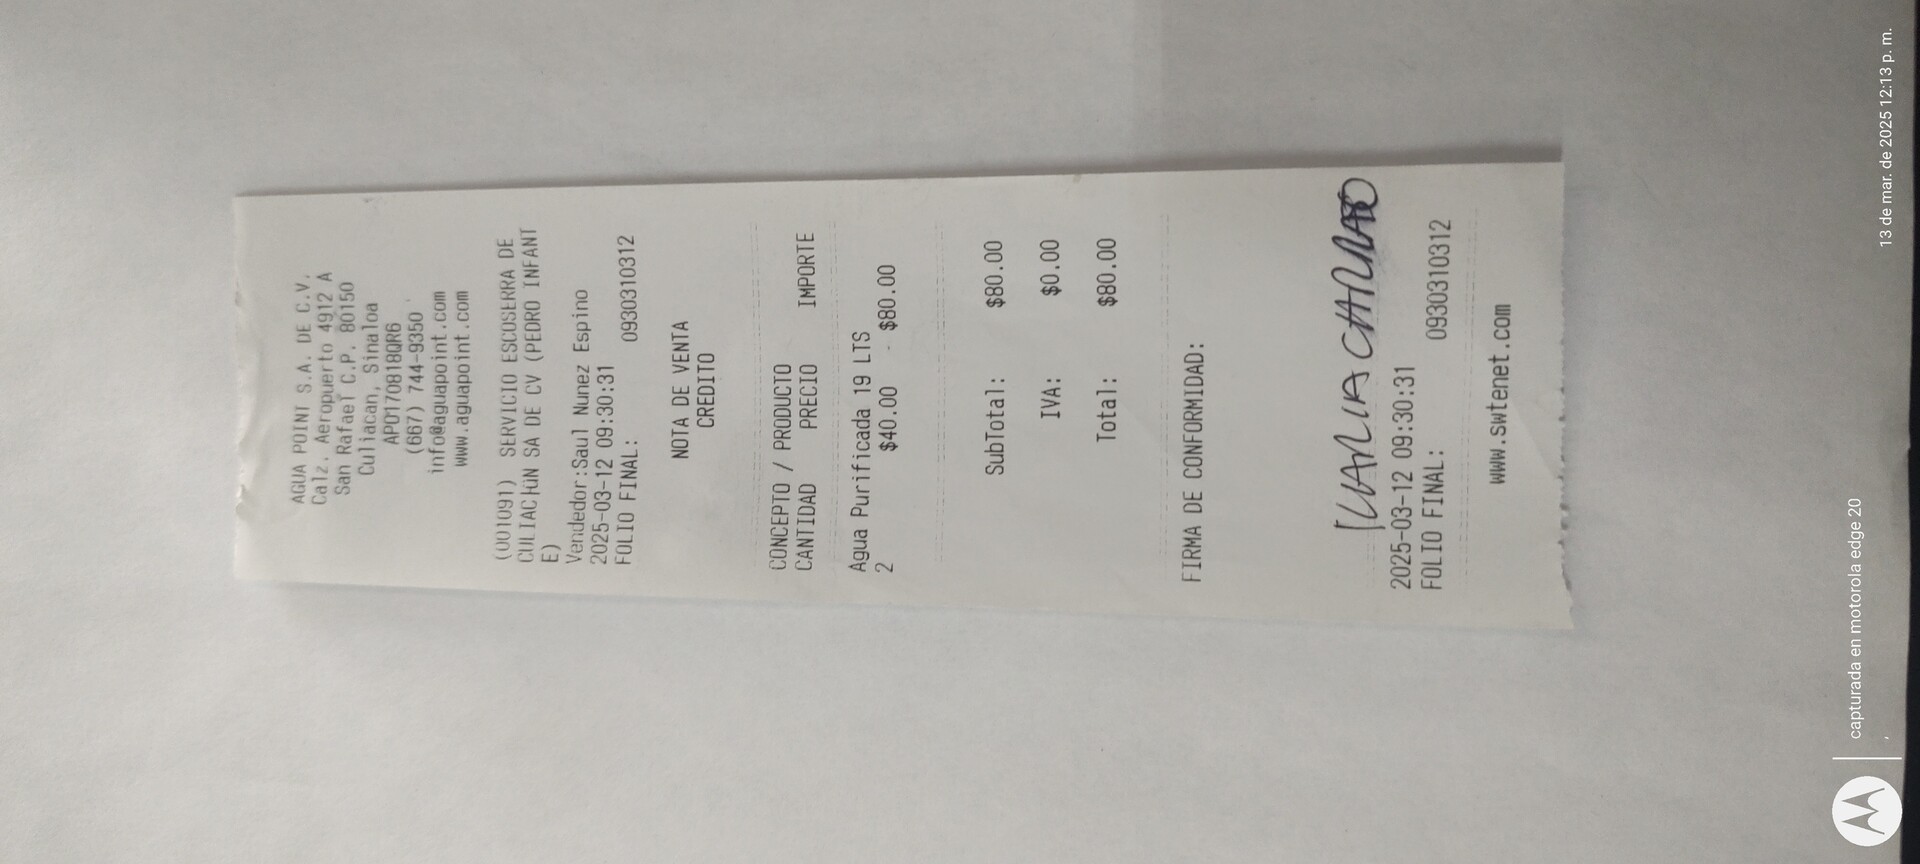 AGUA POINT S.A. DE C.V.
Calz. Aeropuerto 4912 A
San Rafael C.P. 80150
Culiacan, Sinaloa
APO170818QR6
(667) 744-9350
info@aguapoint.com
www.aguapoint.com
(001091) SERVICIO ESCOSERRA DE
CULIACHÚN SA DE CV (PEDRO INFANT
E)
Vendedor:Saul Nunez Espino
2025-03-12 09:30:31
FOLIO FINAL: 0930310312
NOTA DE VENTA
CREDITO
CONCEPTO / PRODUCTO
CANTIDAD PRECIO IMPORTE
Agua Purificada 19 LTS
2 $40.00 $80.00
SubTotal: $80.00
IVA: $0.00
Total: $80.00
FIRMA DE CONFORMIDAD:
2025-03-12 09:30:31
FOLIO FINAL: 0930310312
www.swtenet.com
capturada en motorola edge 20
13 de mar. de 2025 12:13 p. m.